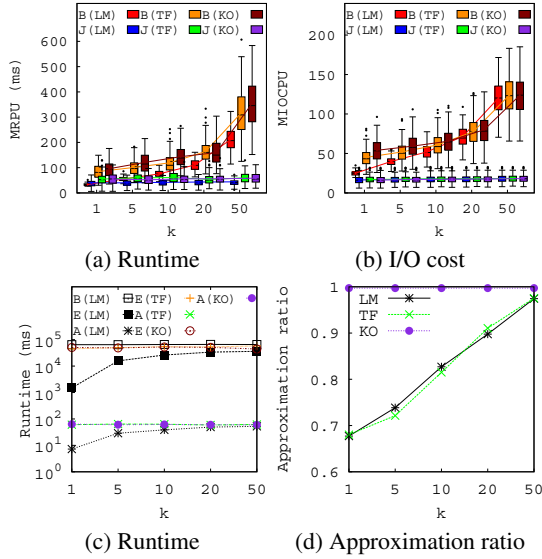 B(LM) B(TF) B(KO)
J(LM) J(TF) J(KO)
MRPU (ms)
600
500
400
300
200
100
0
1 5 10 20 50
k
(a) Runtime
B(LM) B(TF) B(KO)
J(LM) J(TF) J(KO)
MIOCPU
200
150
100
50
0
1 5 10 20 50
k
(b) I/O cost
B(LM) E(TF) A(KO)
E(LM) A(TF)
A(LM) E(KO)
Runtime (ms)
10^5
10^4
10^3
10^2
10^1
10^0
1 5 10 20 50
k
(c) Runtime
LM
TF
KO
Approximation ratio
1
0.9
0.8
0.7
0.6
1 5 10 20 50
k
(d) Approximation ratio